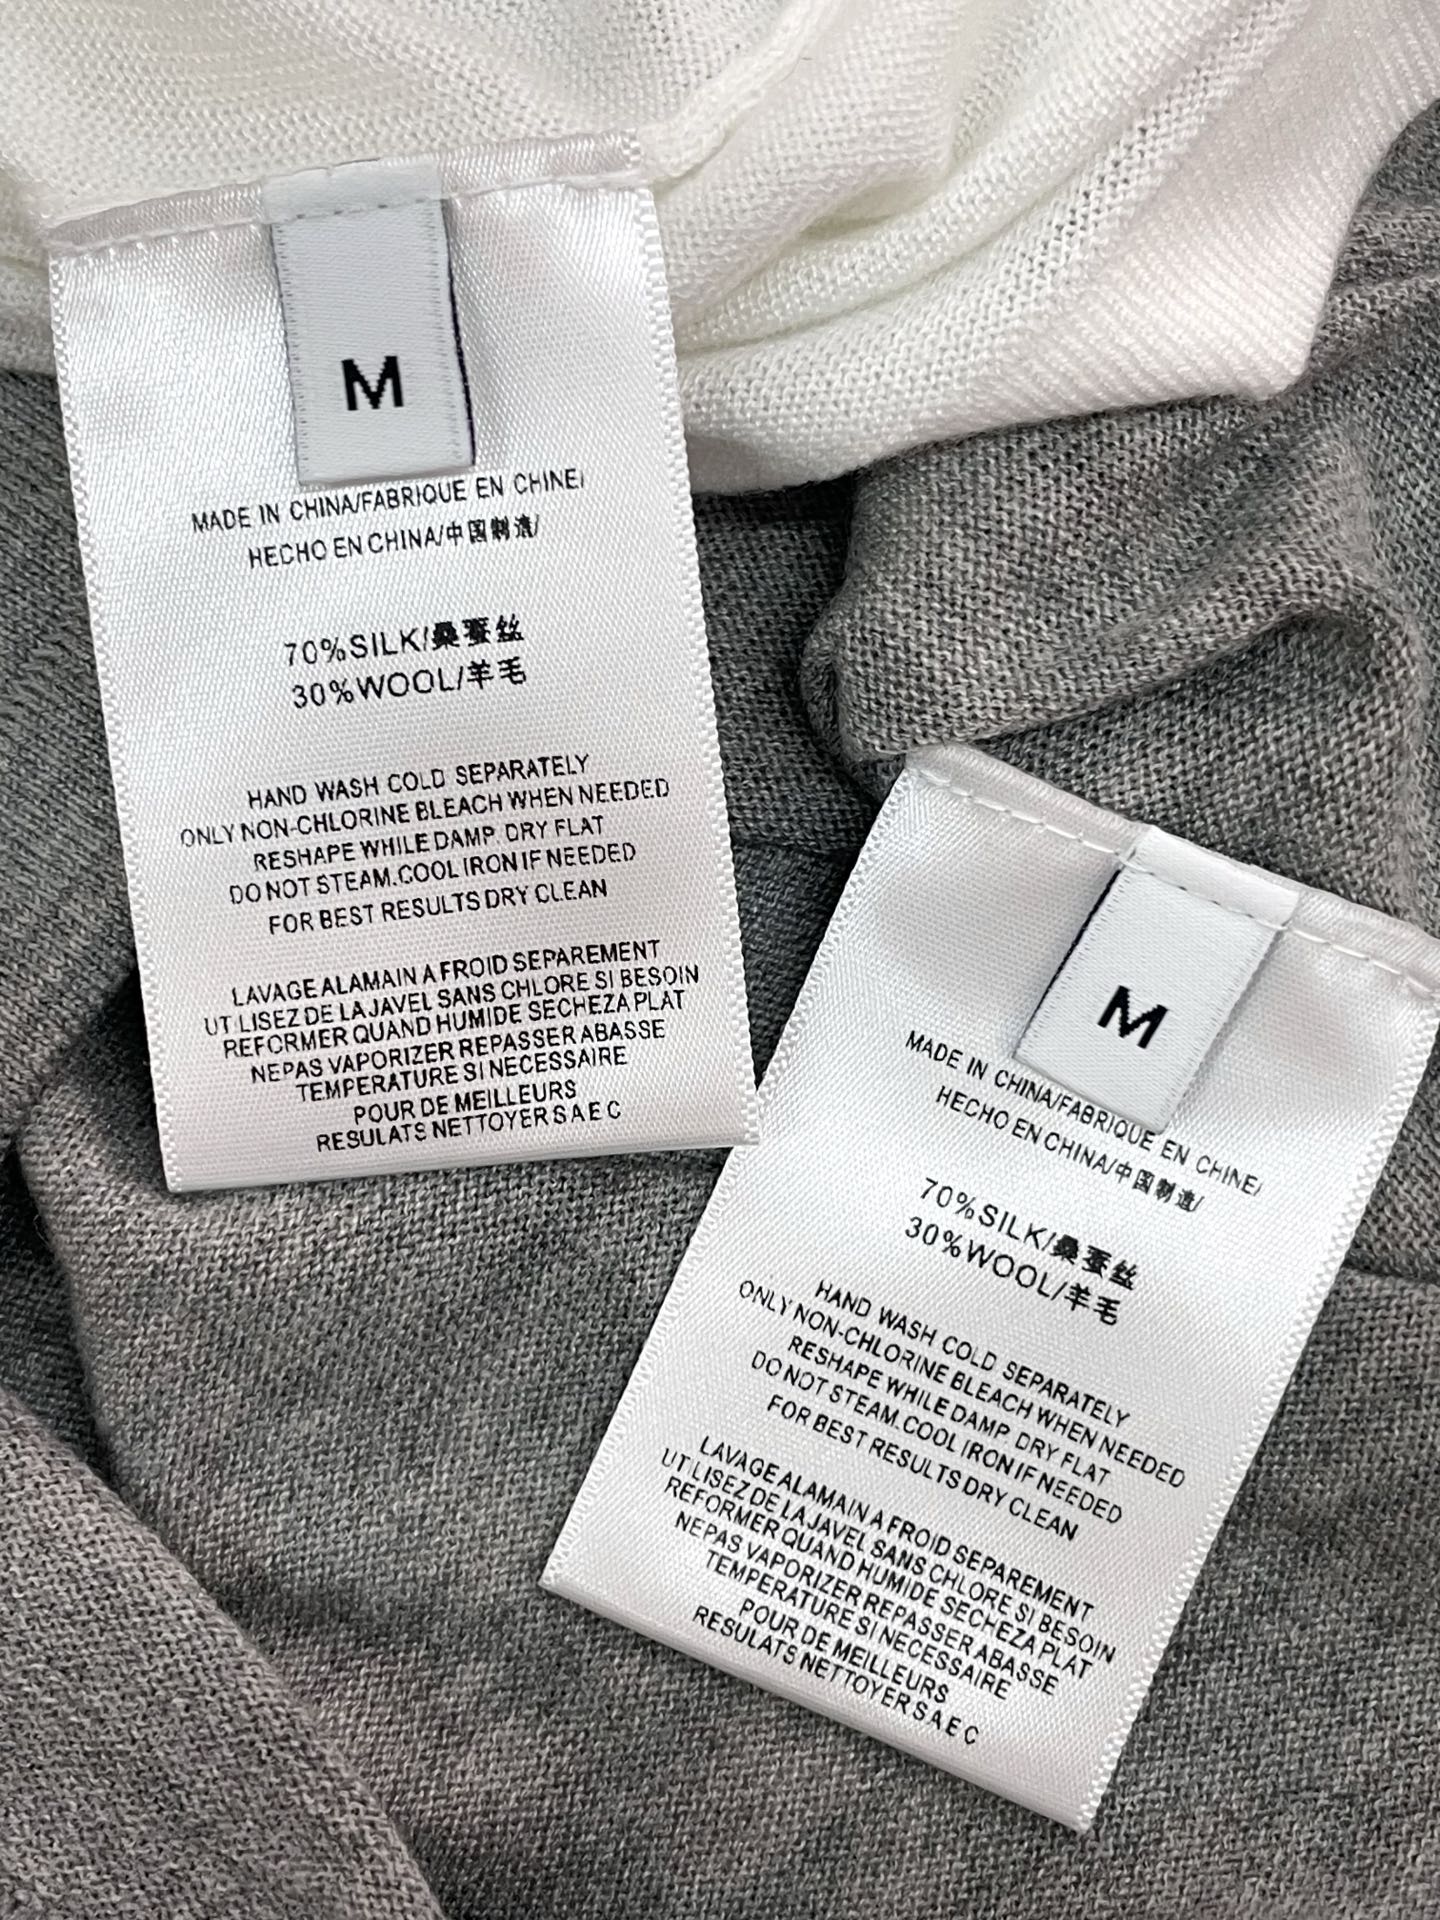 M
MADE IN CHINA/FABRIQUE EN CHINE/
HECHO EN CHINA/中国制造/
70%SILK/桑蚕丝
30%WOOL/羊毛
HAND WASH COLD SEPARATELY
ONLY NON-CHLORINE BLEACH WHEN NEEDED
RESHAPE WHILE DAMP. DRY FLAT
DO NOT STEAM.COOL IRON IF NEEDED
FOR BEST RESULTS DRY CLEAN
LAVAGE ALAMAIN A FROID SEPAREMENT
UTILISEZ DE LA JAVEL SANS CHLORE SI BESOIN
REFORMER QUAND HUMIDE SECHEZA PLAT
NEPAS VAPORIZER REPASSER ABASSE
TEMPERATURE SI NECESSAIRE
POUR DE MEILLEURS
RESULATS NETTOYER S A E C
M
MADE IN CHINA/FABRIQUE EN CHINE/
HECHO EN CHINA/中国制造/
70%SILK/桑蚕丝
30%WOOL/羊毛
HAND WASH COLD SEPARATELY
ONLY NON-CHLORINE BLEACH WHEN NEEDED
RESHAPE WHILE DAMP. DRY FLAT
DO NOT STEAM.COOL IRON IF NEEDED
FOR BEST RESULTS DRY CLEAN
LAVAGE ALAMAIN A FROID SEPAREMENT
UTILISEZ DE LA JAVEL SANS CHLORE SI BESOIN
REFORMER QUAND HUMIDE SECHEZA PLAT
NEPAS VAPORIZER REPASSER ABASSE
TEMPERATURE SI NECESSAIRE
POUR DE MEILLEURS
RESULATS NETTOYER S A E C